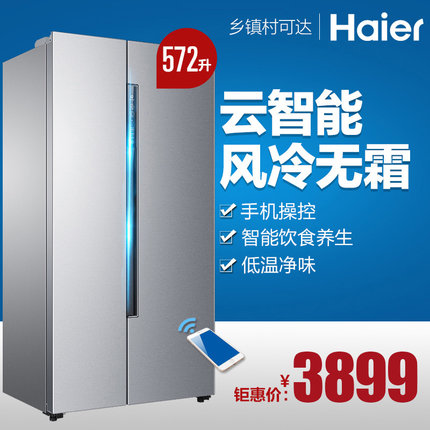 乡镇村可达 Haier
572升
云智能
风冷无霜
手机操控
智能饮食养生
低温净味
钜惠价:¥3899